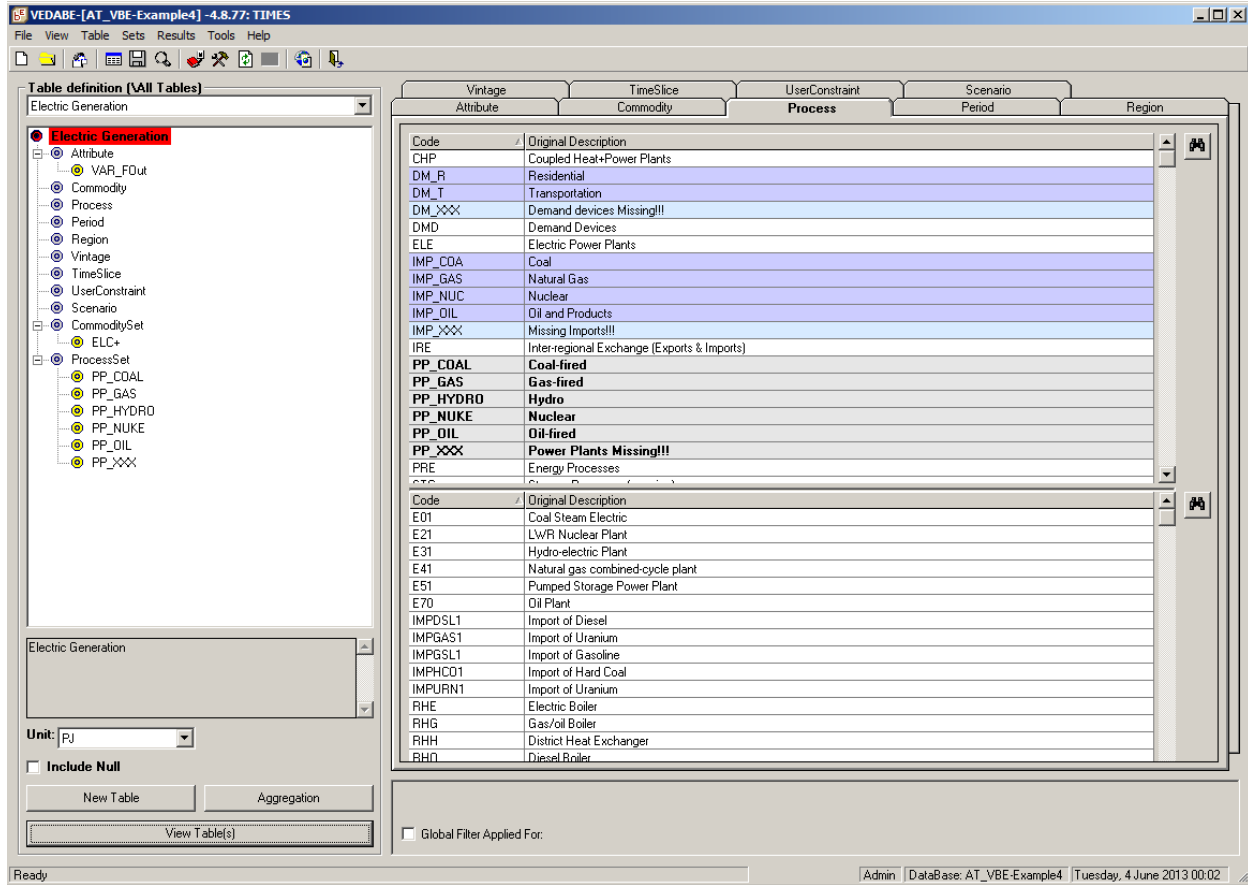 VEDABE-[AT_VBE-Example4] -4.8.77: TIMES
File View Table Sets Results Tools Help
Table definition (\All Tables)
Electric Generation
Electric Generation
Attribute
VAR_FOut
Commodity
Process
Period
Region
Vintage
TimeSlice
UserConstraint
Scenario
CommoditySet
ELC+
ProcessSet
PP_COAL
PP_GAS
PP_HYDRO
PP_NUKE
PP_OIL
PP_XXX
Electric Generation
Unit: PJ
Include Null
New Table Aggregation
View Table(s)
Vintage TimeSlice UserConstraint Scenario
Attribute Commodity Process Period Region
Code Original Description
CHP Coupled Heat+Power Plants
DM_R Residential
DM_T Transportation
DM_XXX Demand devices Missing!!!
DMD Demand Devices
ELE Electric Power Plants
IMP_COA Coal
IMP_GAS Natural Gas
IMP_NUC Nuclear
IMP_OIL Oil and Products
IMP_XXX Missing Imports!!!
IRE Inter-regional Exchange (Exports & Imports)
PP_COAL Coal-fired
PP_GAS Gas-fired
PP_HYDRO Hydro
PP_NUKE Nuclear
PP_OIL Oil-fired
PP_XXX Power Plants Missing!!!
PRE Energy Processes
Code Original Description
E01 Coal Steam Electric
E21 LWR Nuclear Plant
E31 Hydro-electric Plant
E41 Natural gas combined-cycle plant
E51 Pumped Storage Power Plant
E70 Oil Plant
IMPDSL1 Import of Diesel
IMPGAS1 Import of Uranium
IMPGSL1 Import of Gasoline
IMPHCO1 Import of Hard Coal
IMPURN1 Import of Uranium
RHE Electric Boiler
RHG Gas/oil Boiler
RHH District Heat Exchanger
RHO Diesel Boiler
Global Filter Applied For:
Ready Admin DataBase: AT_VBE-Example4 Tuesday, 4 June 2013 00:02